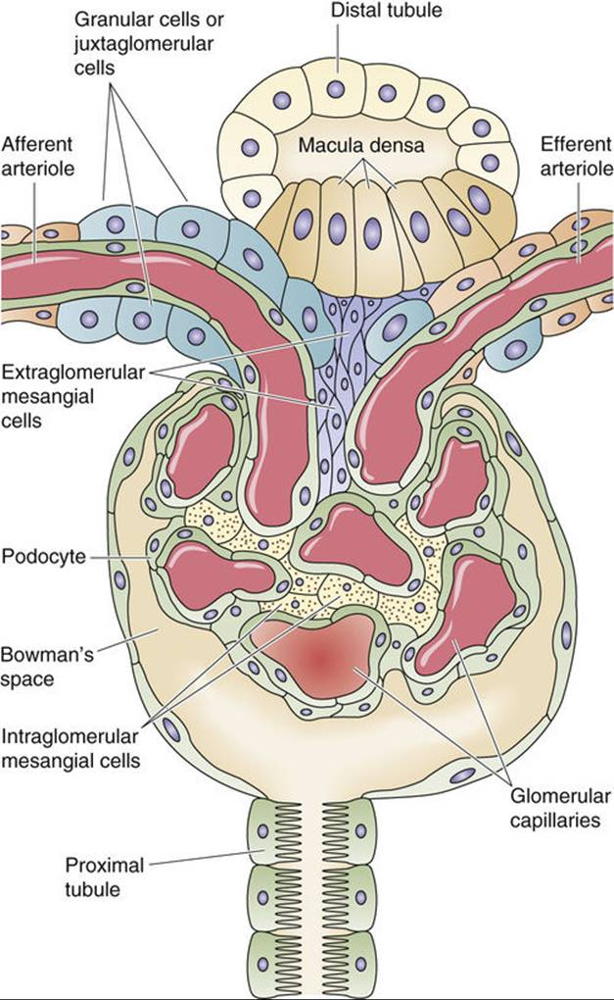 Distal tubule
Granular cells or
juxtaglomerular
cells
Afferent
arteriole
Macula densa
Efferent
arteriole
Extraglomerular
mesangial
cells
Podocyte
Bowman's
space
Intraglomerular
mesangial cells
Glomerular
capillaries
Proximal
tubule